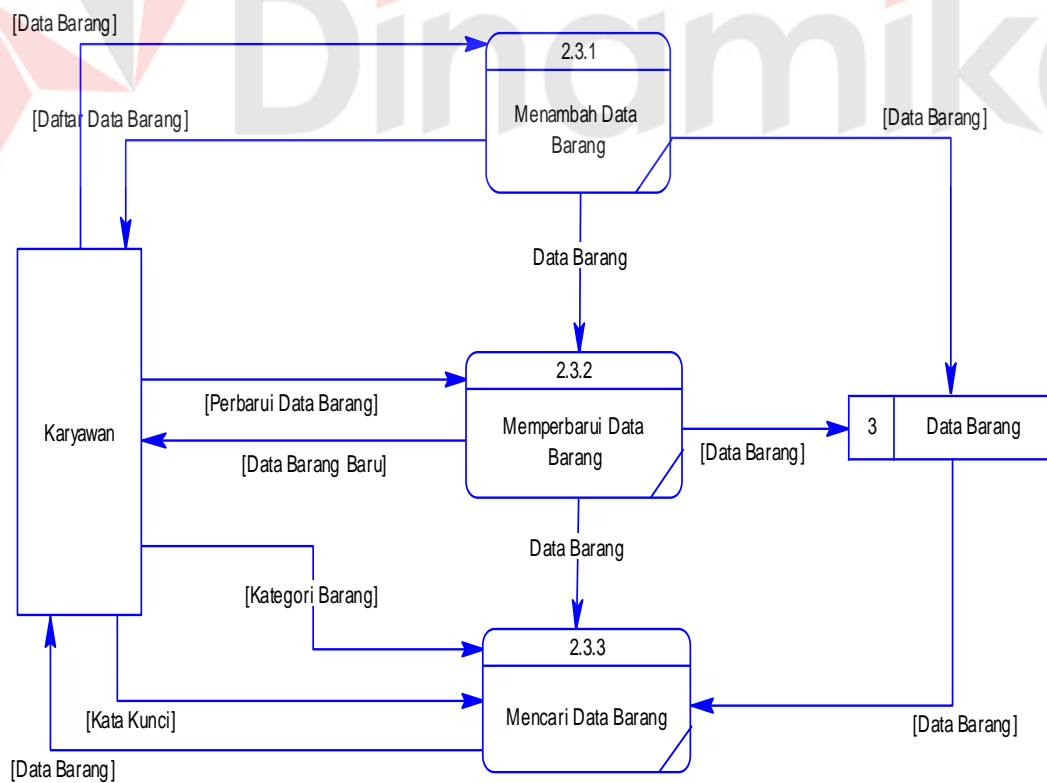 Dinamika
[Data Barang]
2.3.1
Menambah Data
Barang
[Daftar Data Barang]
[Data Barang]
Data Barang
2.3.2
Memperbarui Data
Barang
[Perbarui Data Barang]
Karyawan
[Data Barang Baru]
[Data Barang]
3
Data Barang
Data Barang
[Kategori Barang]
2.3.3
Mencari Data Barang
[Kata Kunci]
[Data Barang]
[Data Barang]